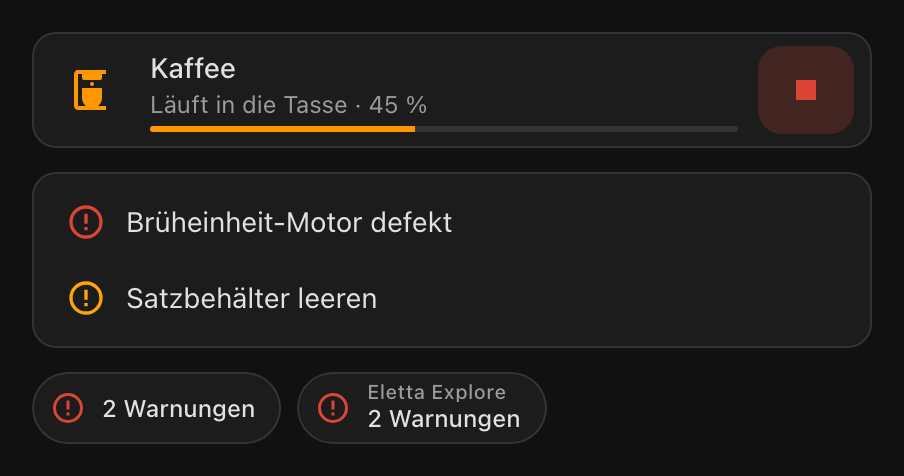 Kaffee
Läuft in die Tasse · 45 %
Brüheinheit-Motor defekt
Satzbehälter leeren
2 Warnungen
Eletta Explore
2 Warnungen